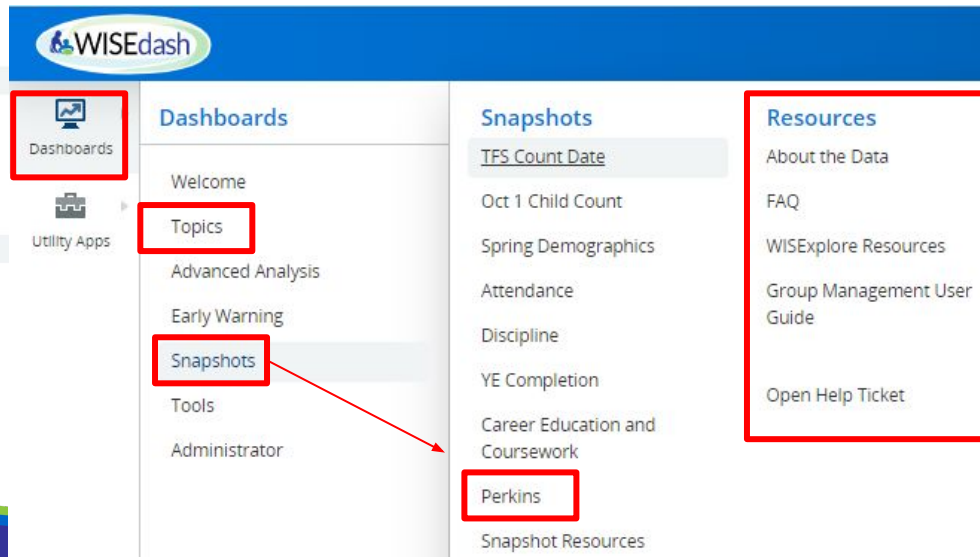 WISEdash
Dashboards
Utility Apps
Dashboards
Welcome
Topics
Advanced Analysis
Early Warning
Snapshots
Tools
Administrator
Snapshots
TFS Count Date
Oct 1 Child Count
Spring Demographics
Attendance
Discipline
YE Completion
Career Education and
Coursework
Perkins
Snapshot Resources
Resources
About the Data
FAQ
WISExplore Resources
Group Management User
Guide
Open Help Ticket